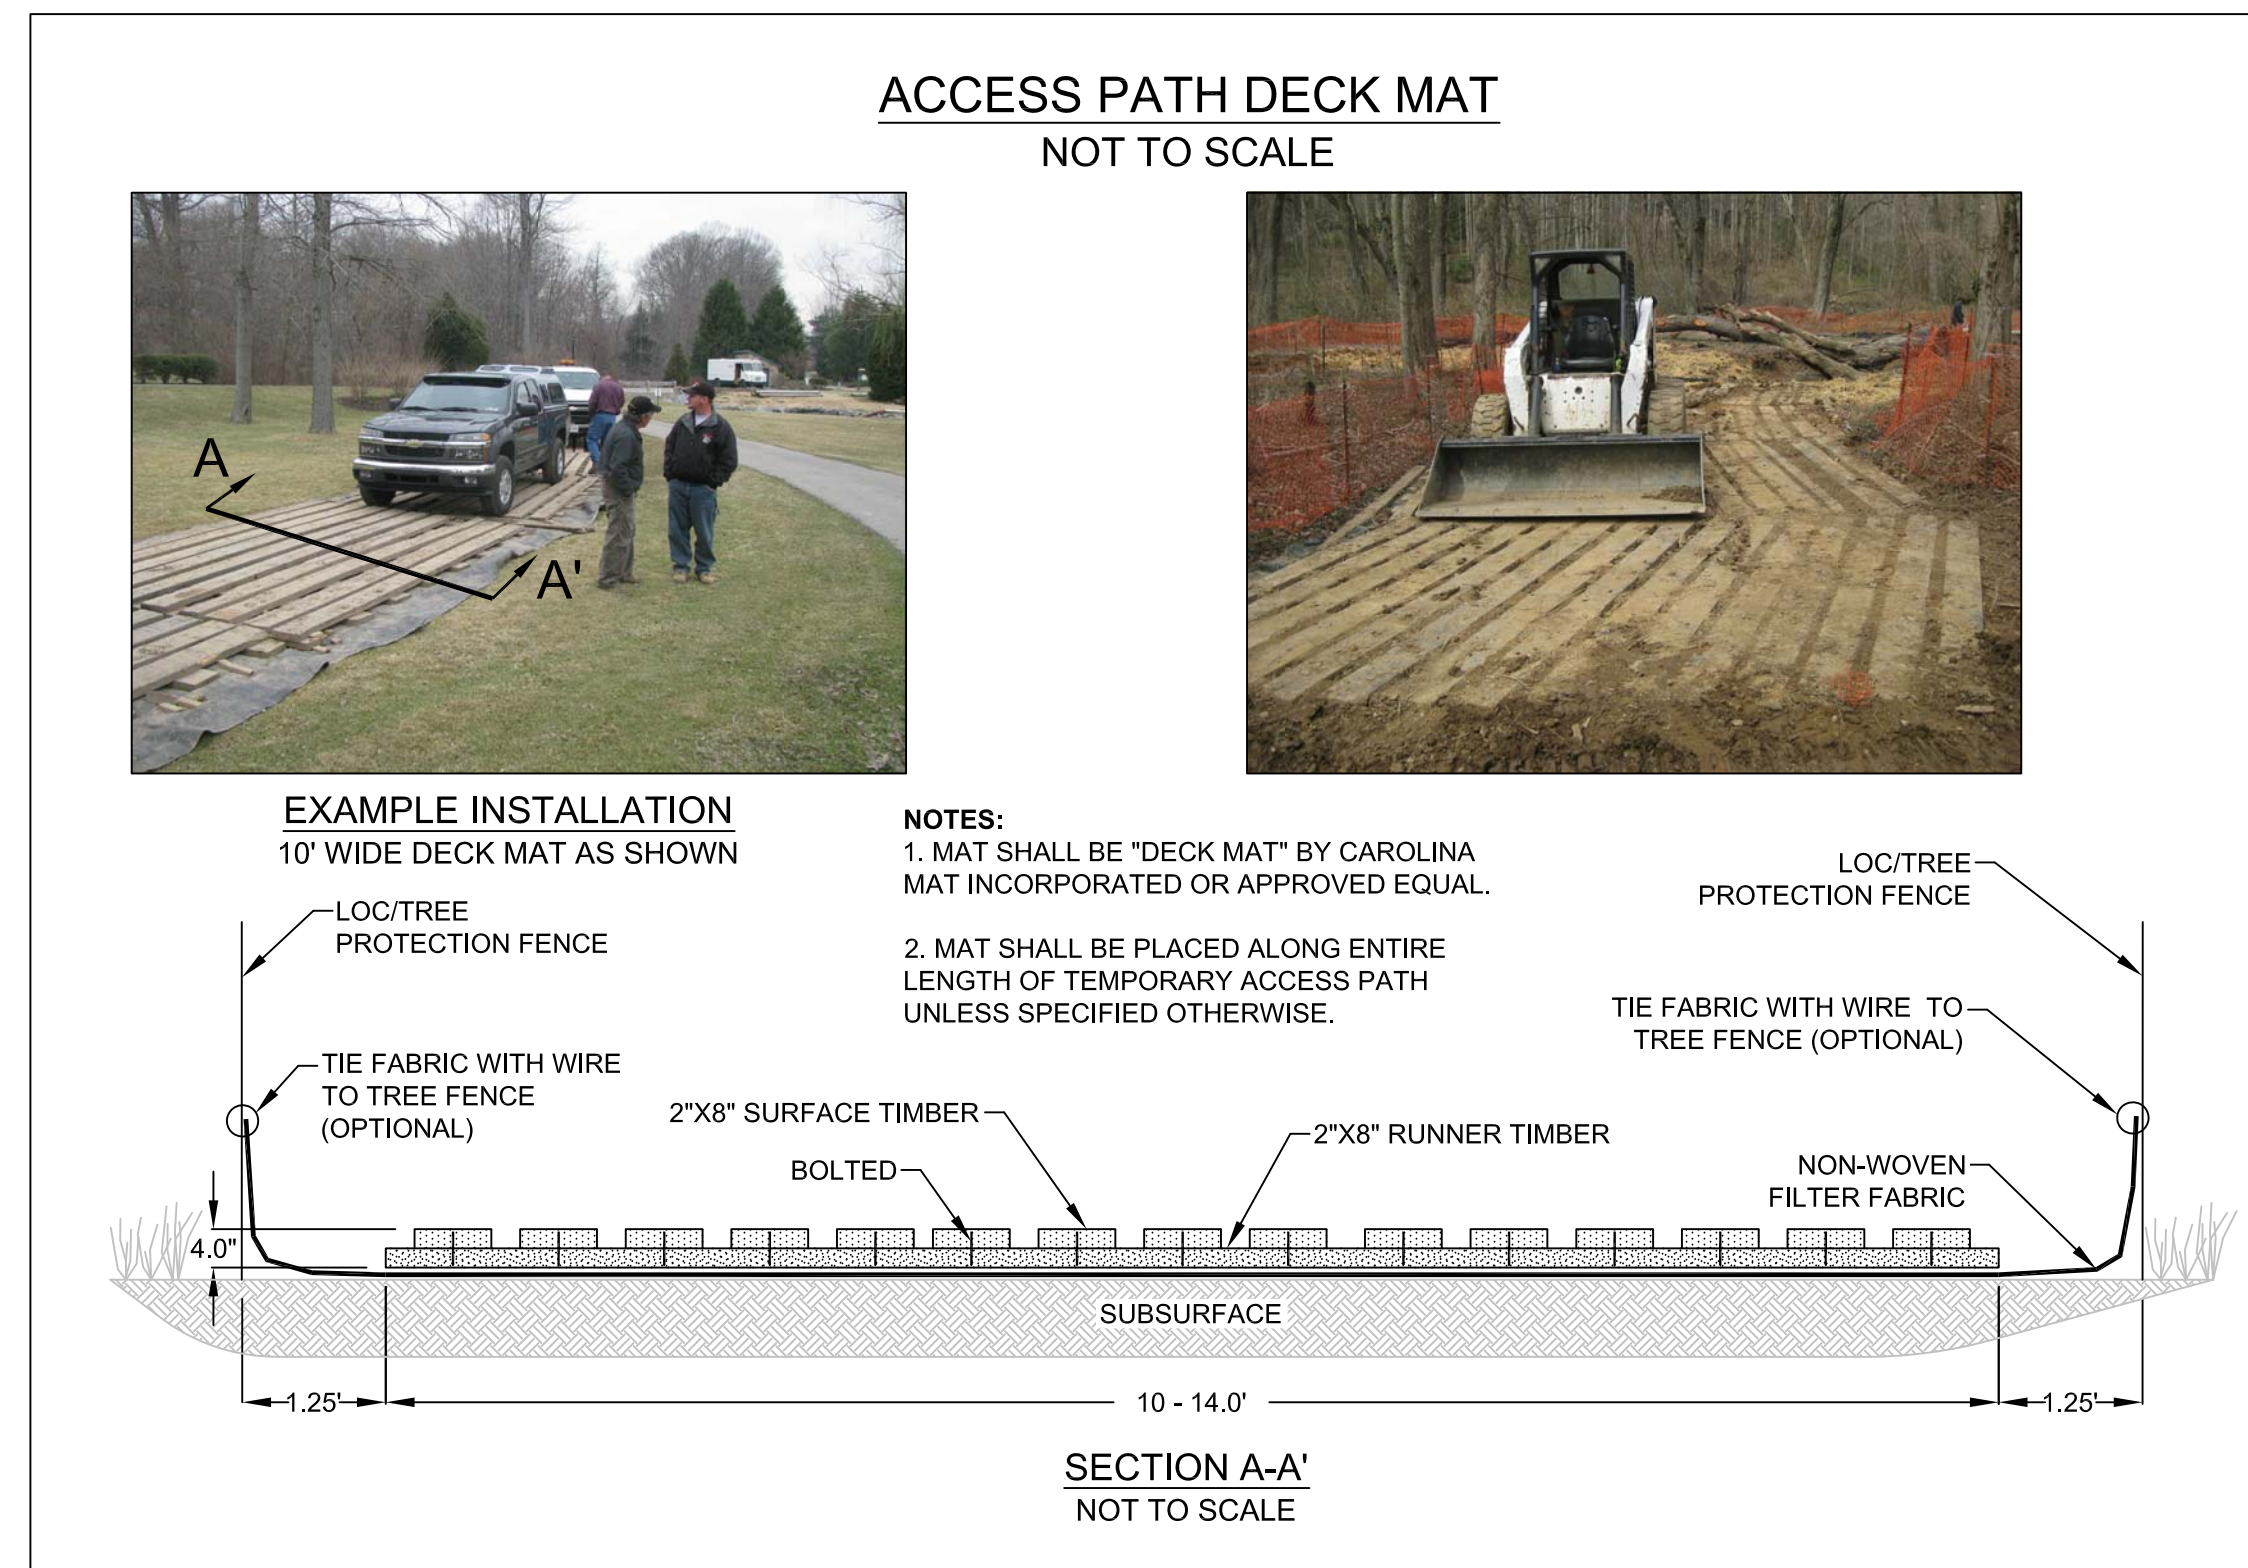 ACCESS PATH DECK MAT
NOT TO SCALE
A
A'
EXAMPLE INSTALLATION
10' WIDE DECK MAT AS SHOWN
NOTES:
1. MAT SHALL BE "DECK MAT" BY CAROLINA
MAT INCORPORATED OR APPROVED EQUAL.
2. MAT SHALL BE PLACED ALONG ENTIRE
LENGTH OF TEMPORARY ACCESS PATH
UNLESS SPECIFIED OTHERWISE.
LOC/TREE
PROTECTION FENCE
LOC/TREE
PROTECTION FENCE
TIE FABRIC WITH WIRE
TO TREE FENCE
(OPTIONAL)
TIE FABRIC WITH WIRE TO
TREE FENCE (OPTIONAL)
2"X8" SURFACE TIMBER
BOLTED
2"X8" RUNNER TIMBER
NON-WOVEN
FILTER FABRIC
4.0"
SUBSURFACE
1.25'
10 - 14.0'
1.25'
SECTION A-A'
NOT TO SCALE